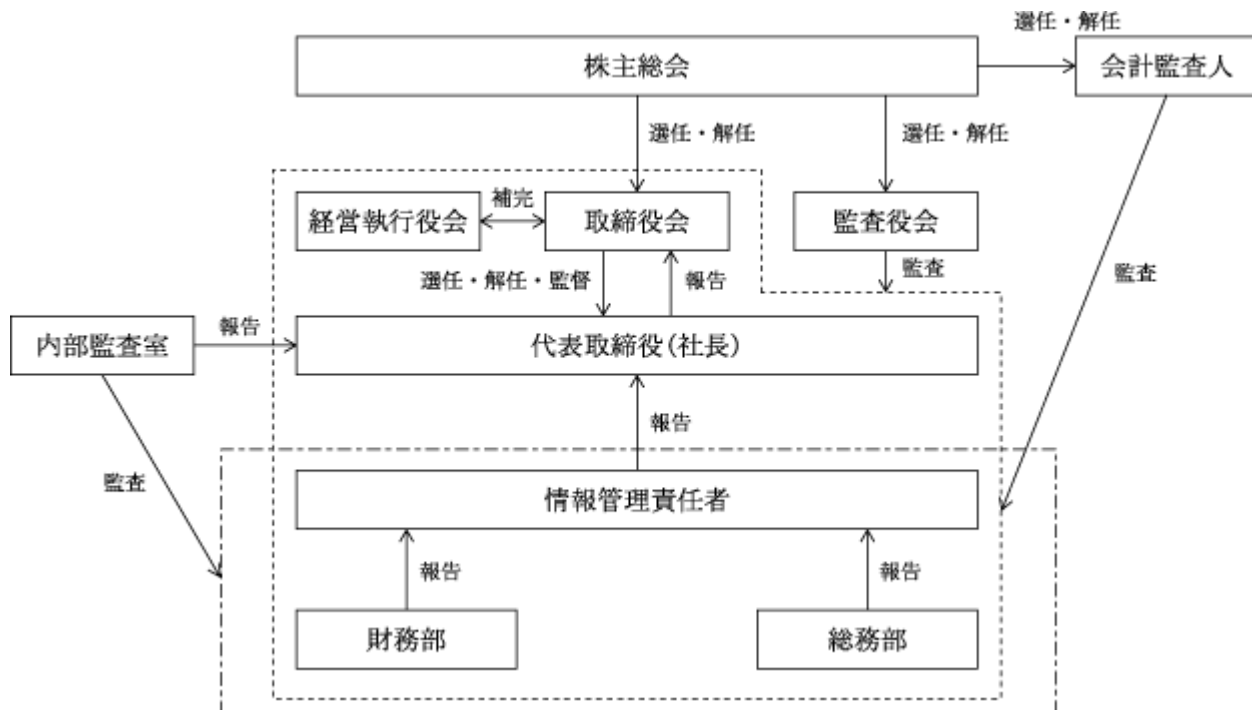 選任・解任
株主総会
会計監査人
選任・解任
選任・解任
経営執行役会
補完
取締役会
監査役会
選任・解任・監督
報告
監査
監査
内部監査室
報告
代表取締役(社長)
報告
監査
情報管理責任者
報告
報告
財務部
総務部